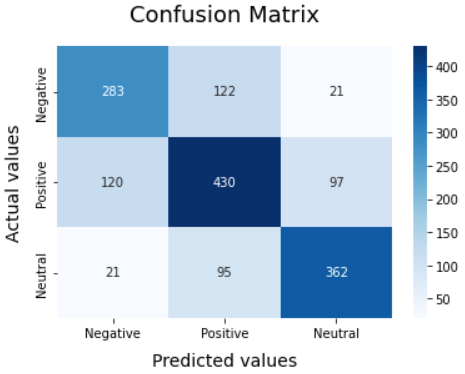 Confusion Matrix
Actual values
Negative
283 122 21
Positive
120 430 97
Neutral
21 95 362
Negative Positive Neutral
Predicted values
400
350
300
250
200
150
100
50